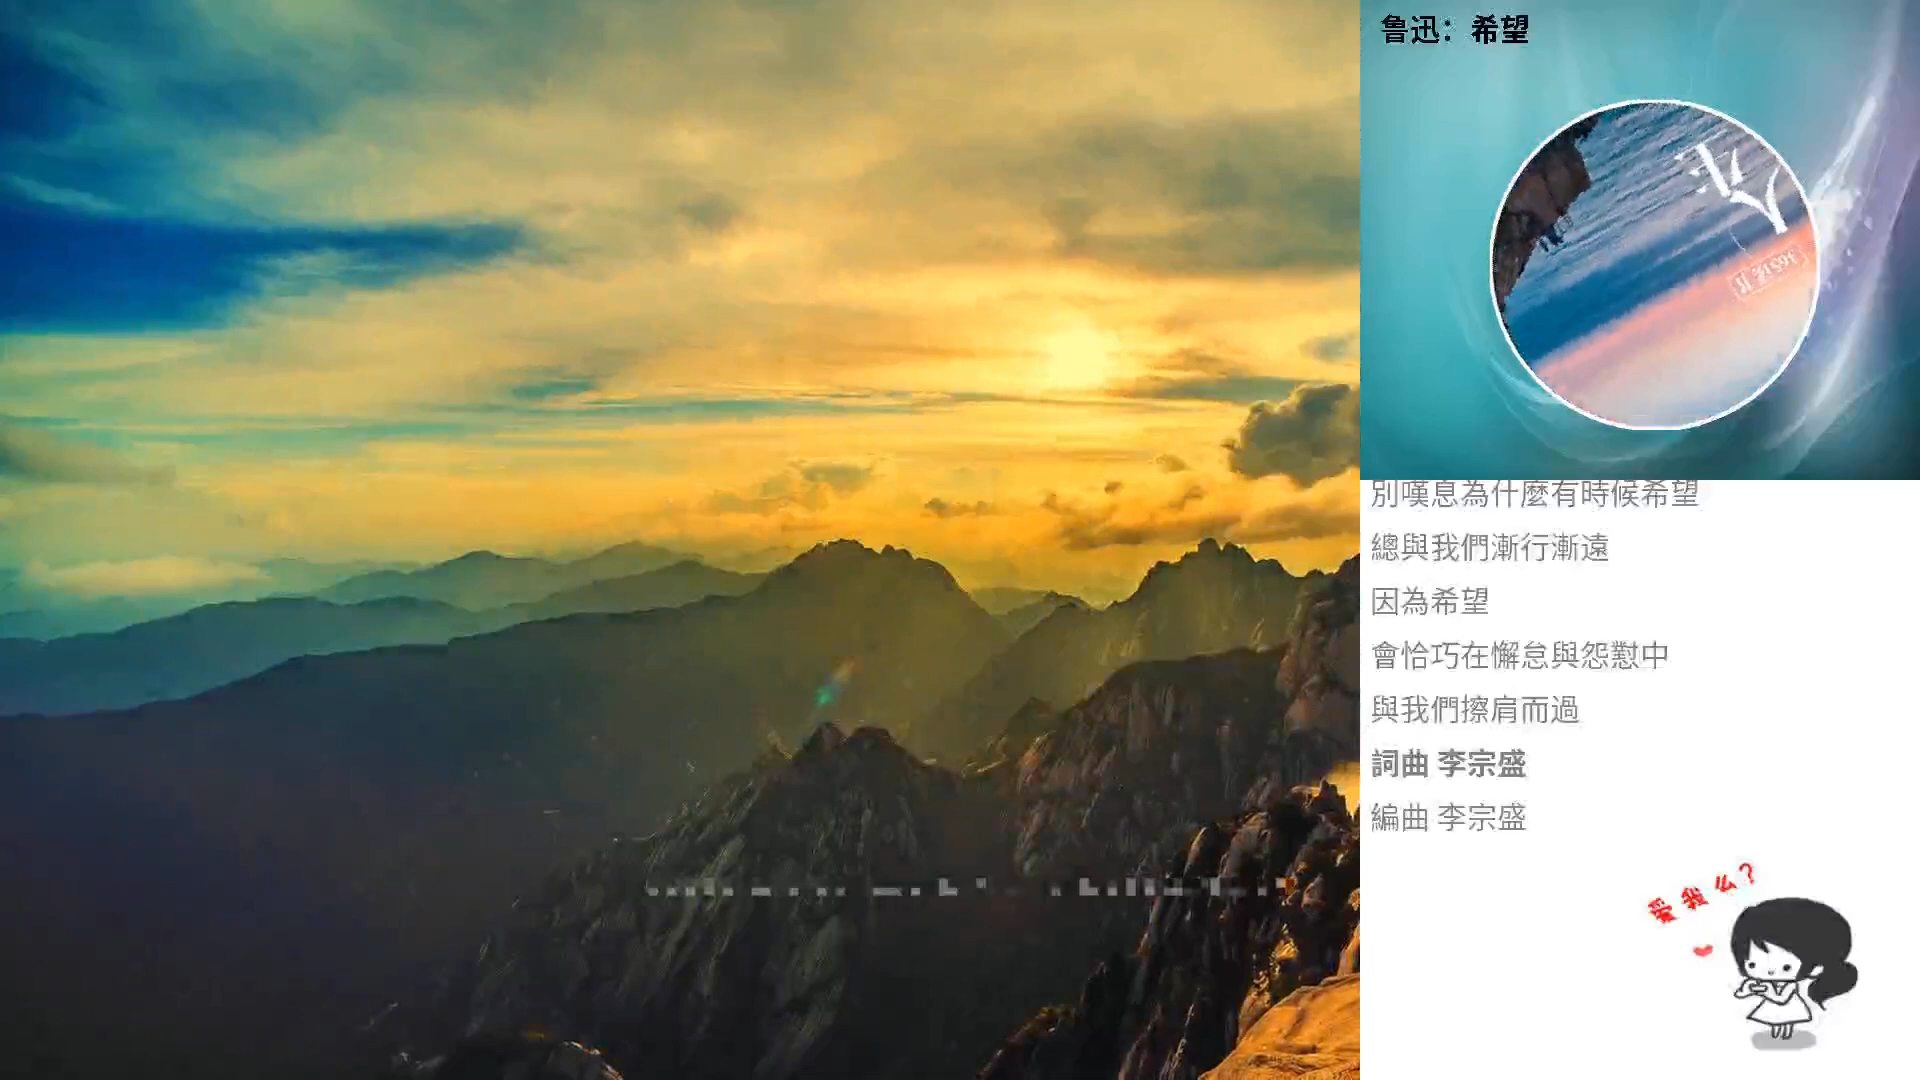 鲁迅：希望
別嘆息為什麼有時候希望
總與我們漸行漸遠
因為希望
會恰巧在懈怠與怨懟中
與我們擦肩而過
詞曲 李宗盛
編曲 李宗盛
爱我么?